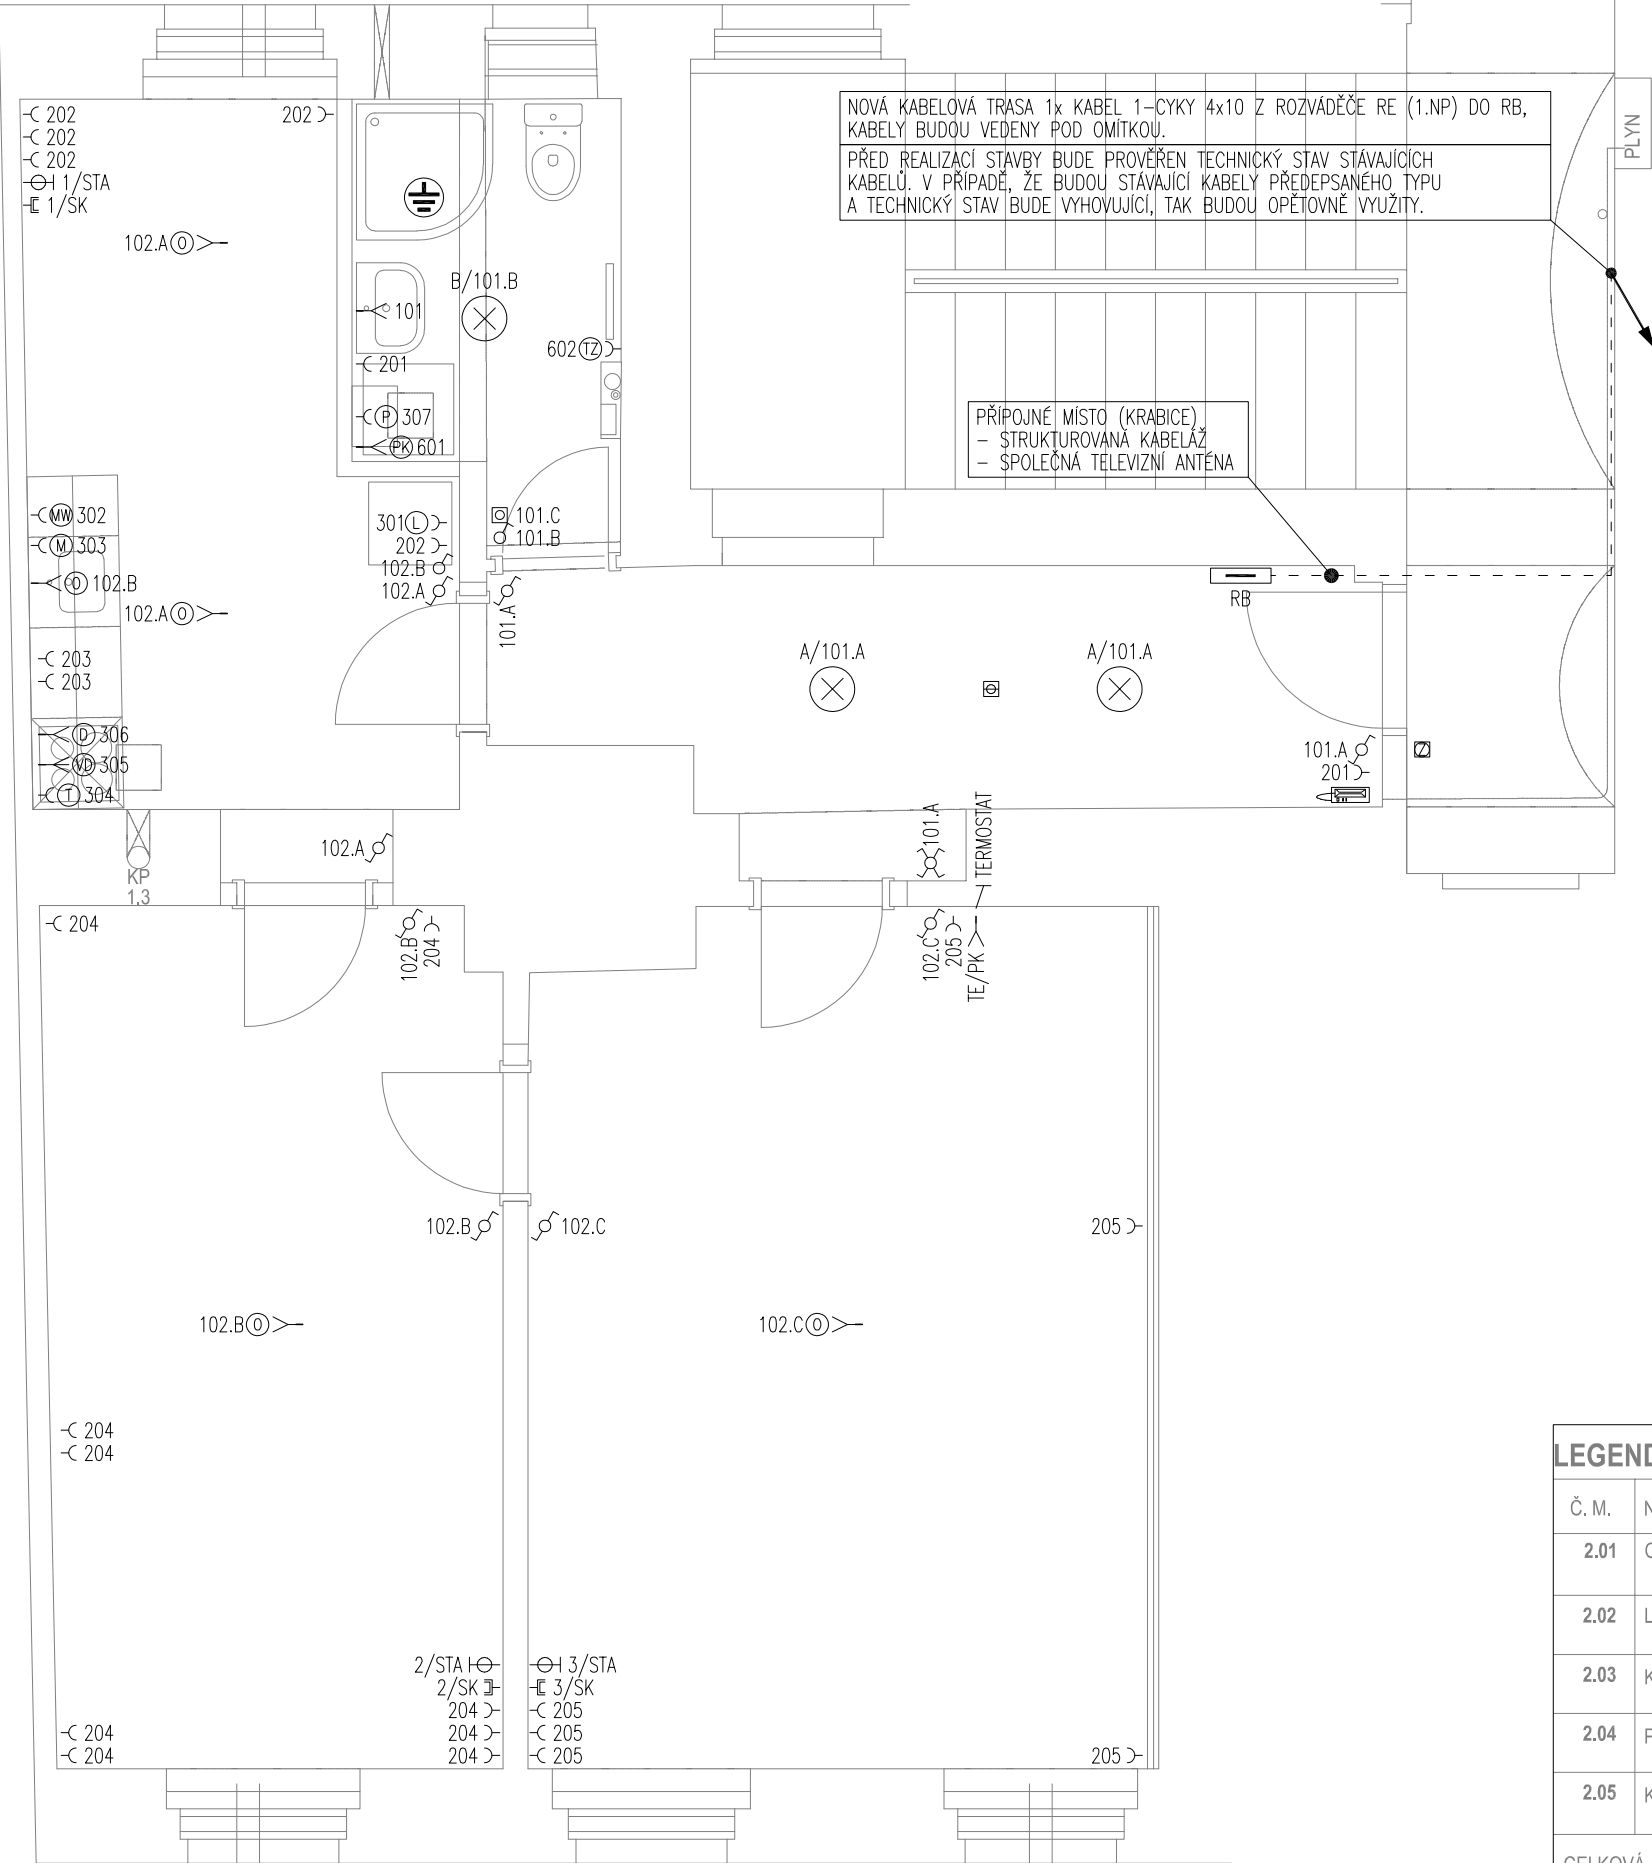 202
202
202
1/STA
1/SK
202
102.A O
NOVÁ KABELOVÁ TRASA 1x KABEL 1-CYKY 4x10 Z ROZVÁDĚČE RE (1.NP) DO RB,
KABELY BUDOU VEDENY POD OMÍTKOU.
PŘED REALIZACÍ STAVBY BUDE PROVĚŘEN TECHNICKÝ STAV STÁVAJÍCÍCH
KABELŮ. V PŘÍPADĚ, ŽE BUDOU STÁVAJÍCÍ KABELY PŘEDEPSANÉHO TYPU
A TECHNICKÝ STAV BUDE VYHOVUJÍCÍ, TAK BUDOU OPĚTOVNĚ VYUŽITY.
PLYN
B/101.B
101
602 TZ
201
P 307
PK 601
PŘÍPOJNÉ MÍSTO (KRABICE)
- STRUKTUROVANÁ KABELÁŽ
- SPOLEČNÁ TELEVIZNÍ ANTÉNA
MW 302
M 303
O 102.B
102.A O
301 L
202
102.B
102.A
101.C
101.B
101.A
RB
203
203
A/101.A
A/101.A
D 306
VD 305
T 304
101.A
201
KP
1,3
102.A
101.A
TERMOSTAT
204
102.B
204
102.C
205
TE/PK
102.B
102.C
205
102.B O
102.C O
204
204
2/STA
2/SK
204
204
204
3/STA
3/SK
205
205
205
204
204
205
LEGEND
Č. M.
2.01
2.02
2.03
2.04
2.05